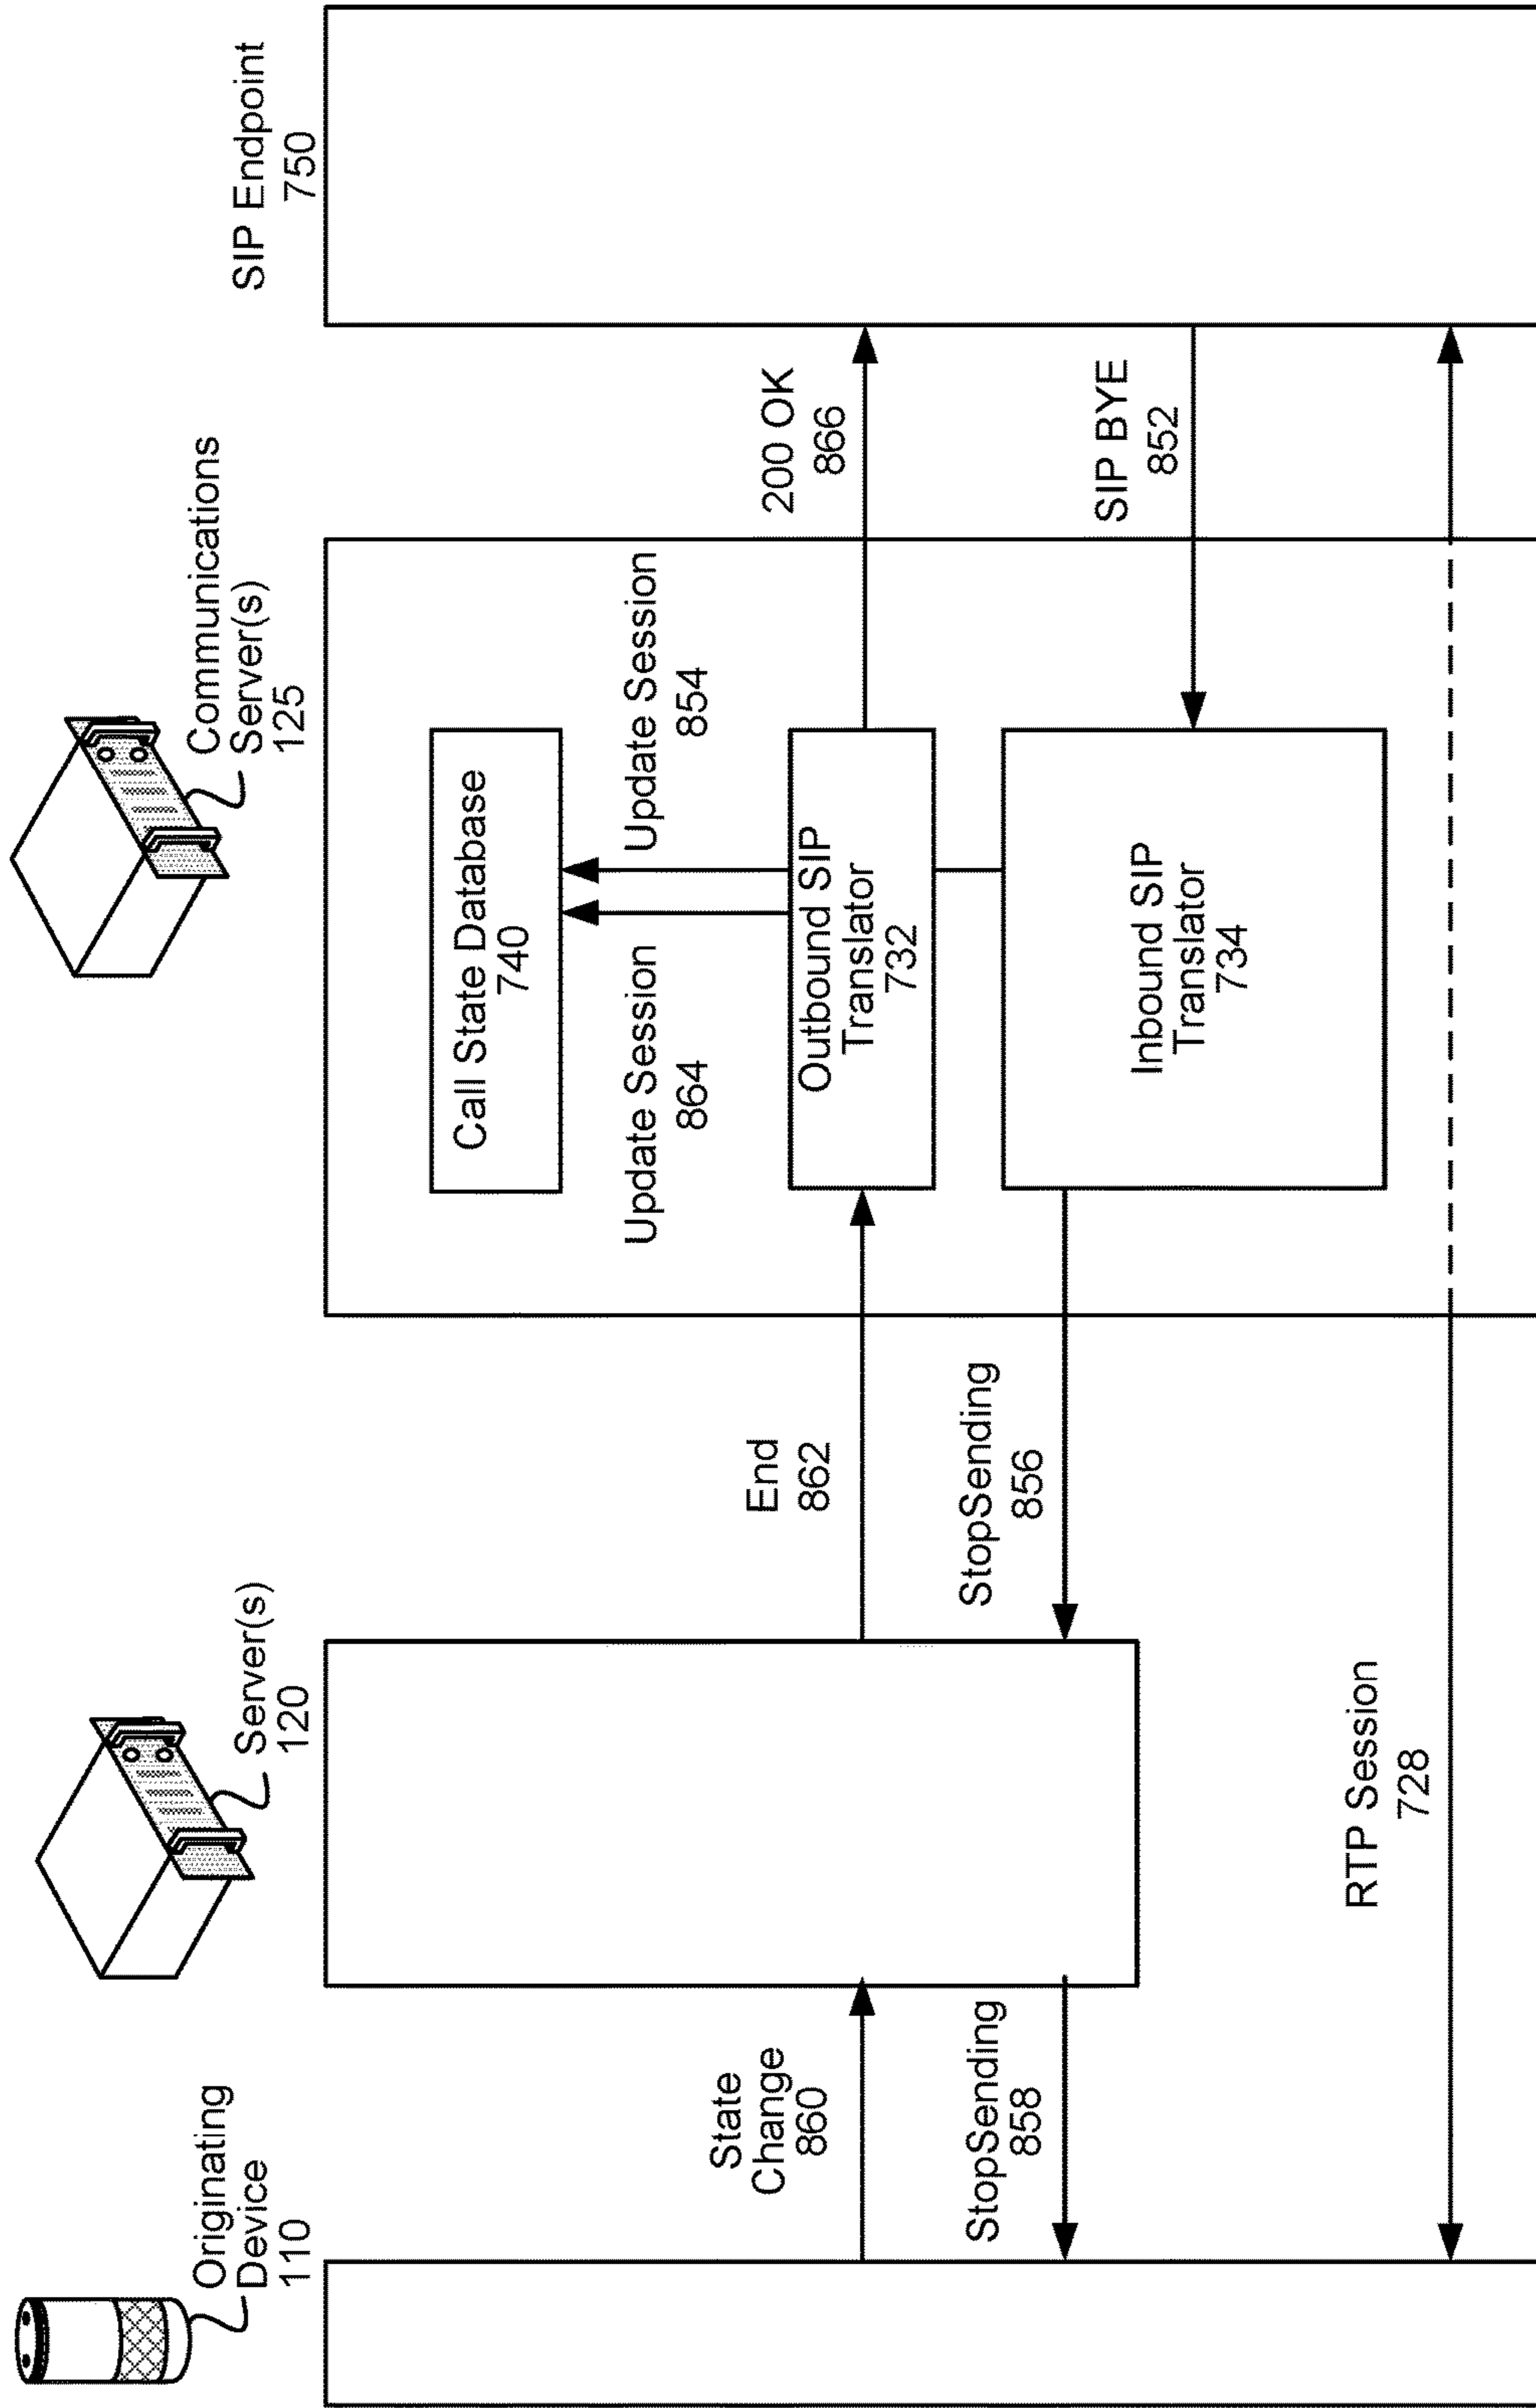 Originating
Device
110
Server(s)
120
Communications
Server(s)
125
SIP Endpoint
750
Call State Database
740
Update Session
864
Update Session
854
State
Change
860
End
862
Outbound SIP
Translator
732
200 OK
866
StopSending
858
StopSending
856
Inbound SIP
Translator
734
SIP BYE
852
RTP Session
728